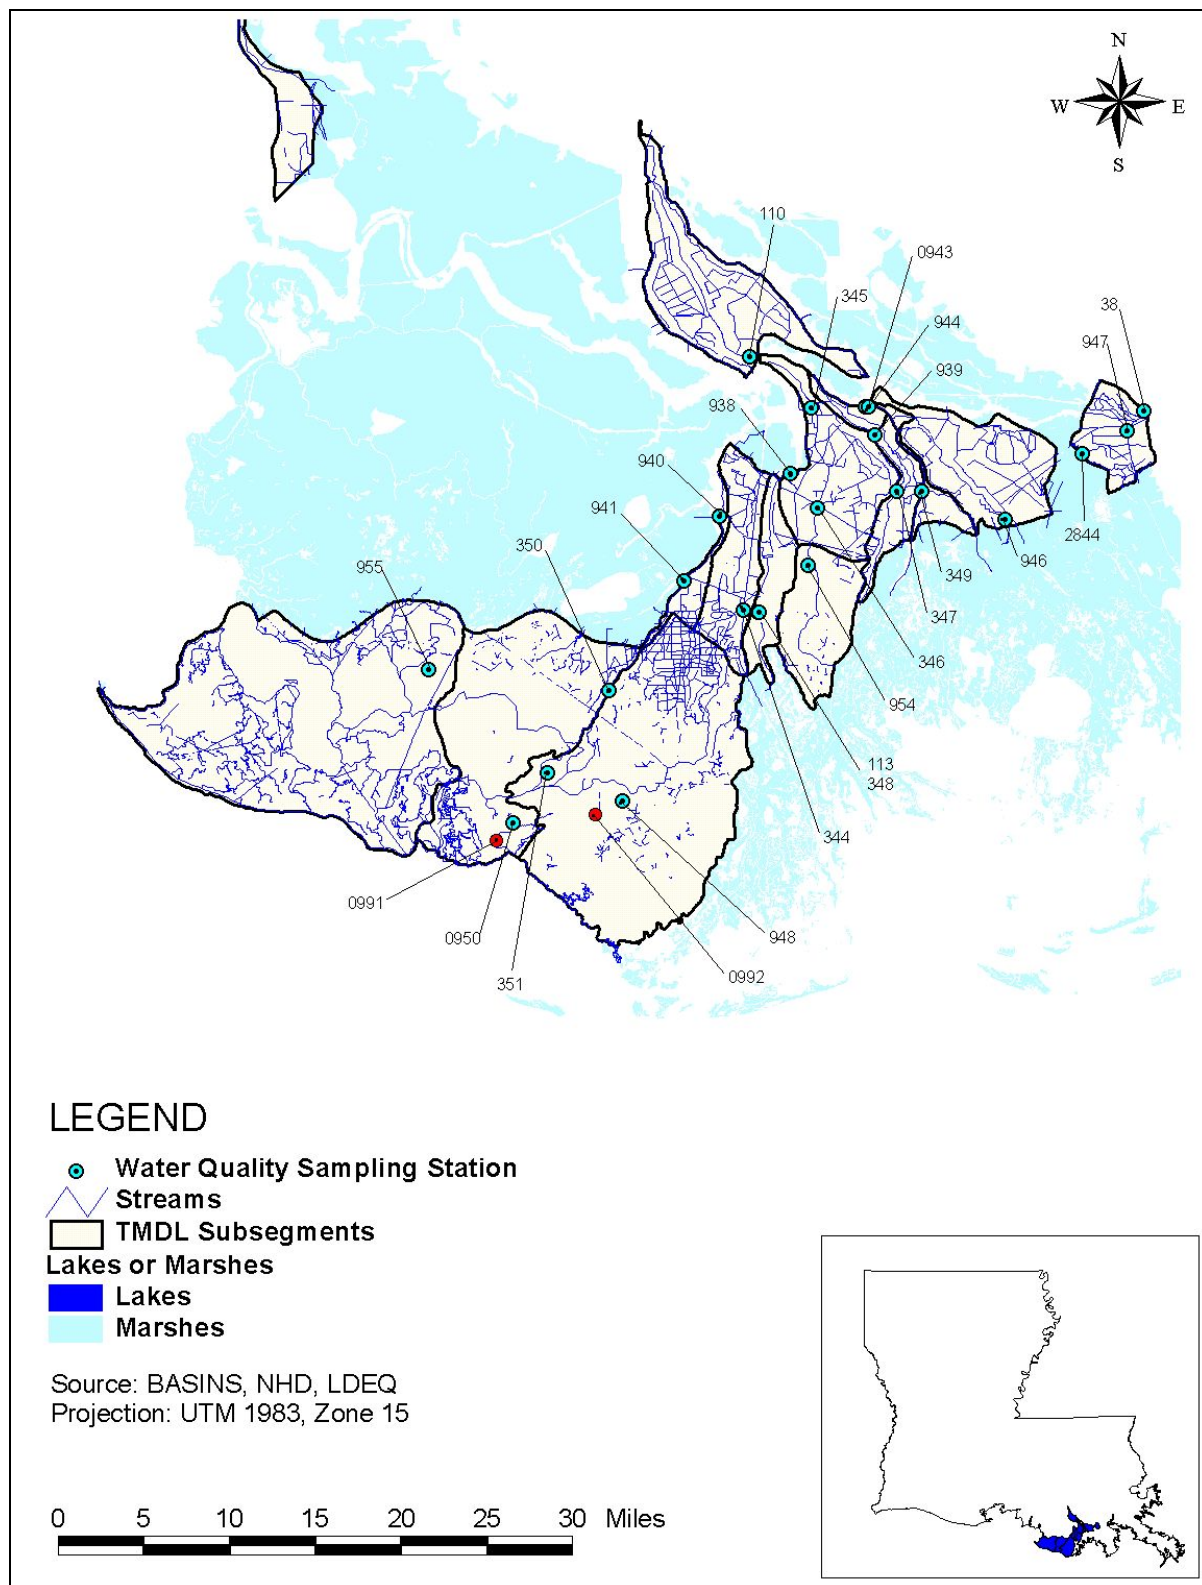 N
W E
S
110
0943
345
38
944
947
939
938
940
941
350
955
2844
946
349
347
346
954
113
348
344
0991
0950
948
351
0992
LEGEND
Water Quality Sampling Station
Streams
TMDL Subsegments
Lakes or Marshes
Lakes
Marshes
Source: BASINS, NHD, LDEQ
Projection: UTM 1983, Zone 15
0 5 10 15 20 25 30 Miles